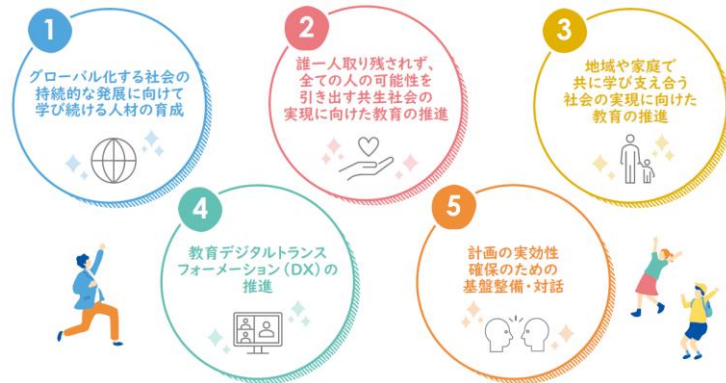 1
グローバル化する社会の
持続的な発展に向けて
学び続ける人材の育成
2
誰一人取り残されず、
全ての人の可能性を
引き出す共生社会の
実現に向けた教育の推進
3
地域や家庭で
共に学び支え合う
社会の実現に向けた
教育の推進
4
教育デジタルトランス
フォーメーション（DX）の
推進
5
計画の実効性
確保のための
基盤整備・対話